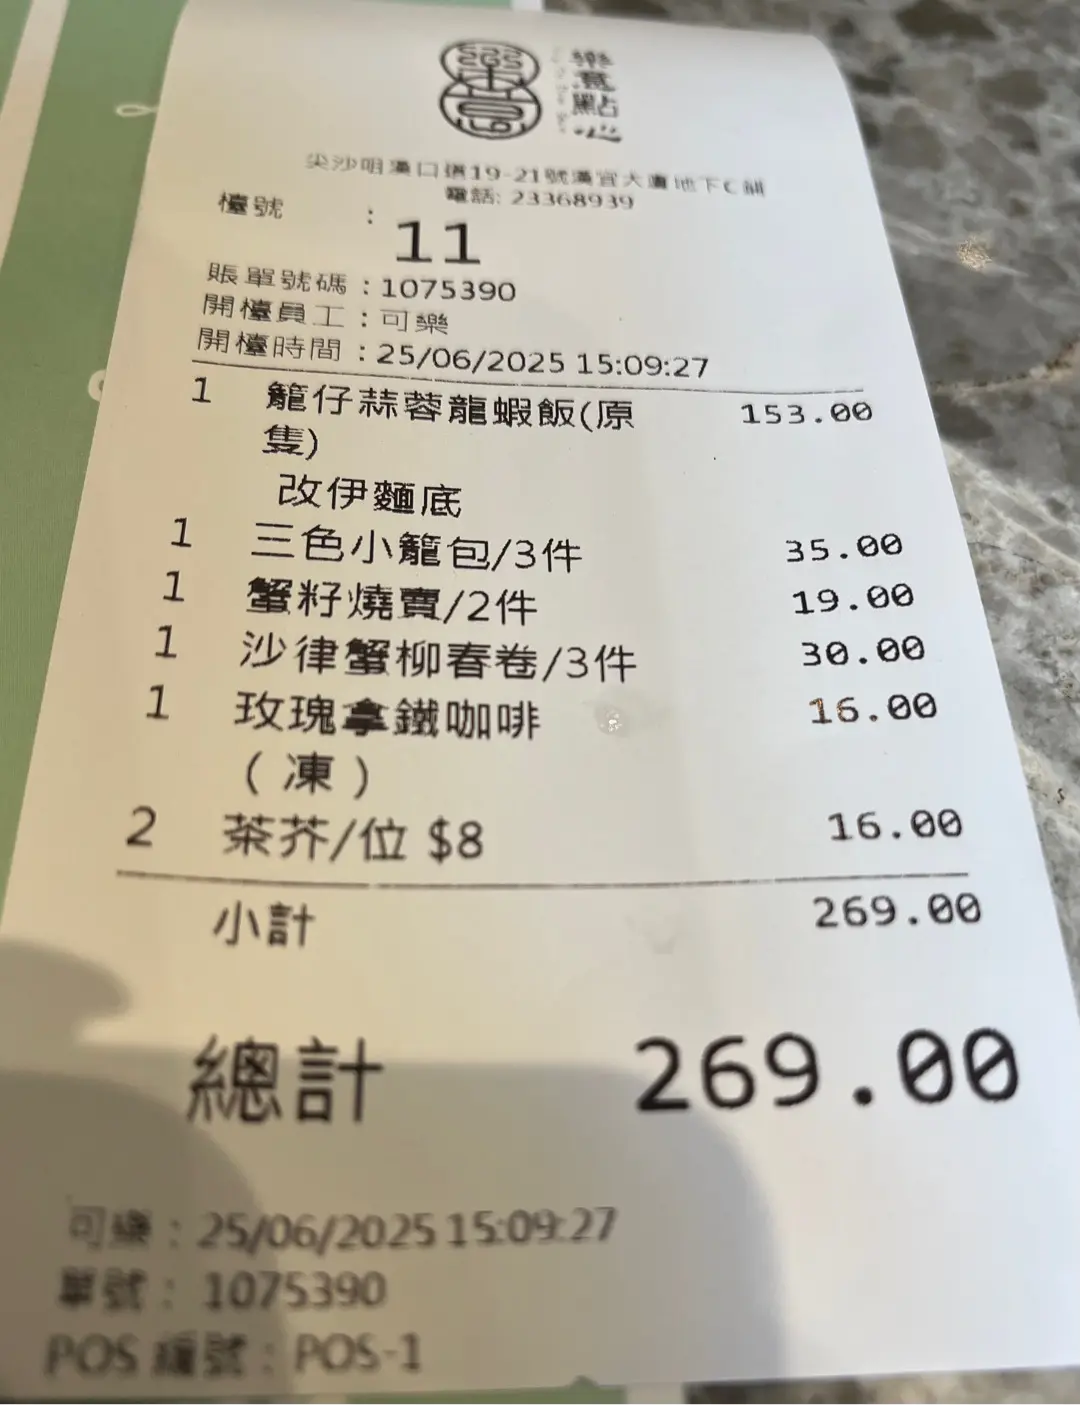 樂意
樂意點心
尖沙咀漢口道19-21號漢宜大廈地下C舖
電話: 23368939
檯號 : 11
賬單號碼 : 1075390
開檯員工 : 可樂
開檯時間 : 25/06/2025 15:09:27
1 籠仔蒜蓉龍蝦飯(原 153.00
隻)
改伊麵底
1 三色小籠包/3件 35.00
1 蟹籽燒賣/2件 19.00
1 沙律蟹柳春卷/3件 30.00
1 玫瑰拿鐵咖啡 16.00
(凍)
2 茶芥/位 $8 16.00
小計 269.00
總計 269.00
可樂 : 25/06/2025 15:09:27
單號 : 1075390
POS 編號 : POS-1